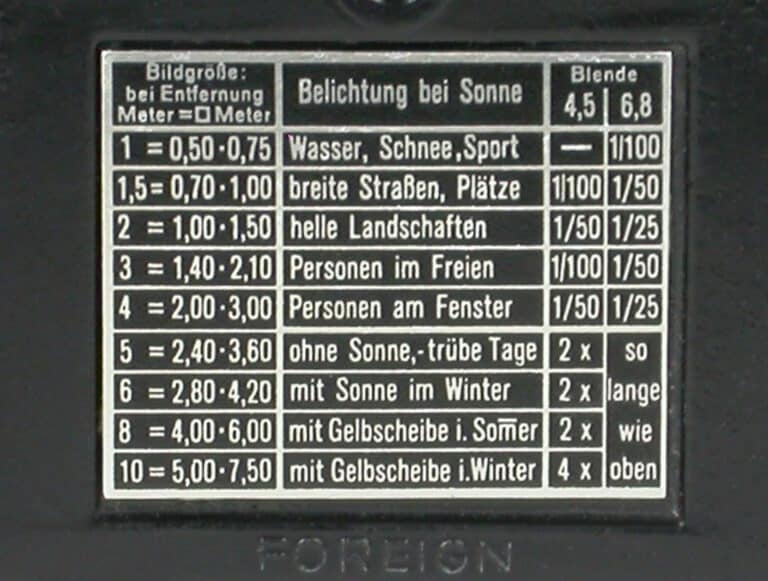 Bildgröße: bei Entfernung Meter=□Meter | Belichtung bei Sonne | Blende 4,5 | 6,8
1 = 0,50·0,75 | Wasser, Schnee, Sport | — | 1/100
1,5= 0,70·1,00 | breite Straßen, Plätze | 1/100 | 1/50
2 = 1,00·1,50 | helle Landschaften | 1/50 | 1/25
3 = 1,40·2,10 | Personen im Freien | 1/100 | 1/50
4 = 2,00·3,00 | Personen am Fenster | 1/50 | 1/25
5 = 2,40·3,60 | ohne Sonne,-trübe Tage | 2 x | so
6 = 2,80·4,20 | mit Sonne im Winter | 2 x | lange
8 = 4,00·6,00 | mit Gelbscheibe i. Som̅er | 2 x | wie
10 = 5,00·7,50 | mit Gelbscheibe i.Winter | 4 x | oben
FOREIGN